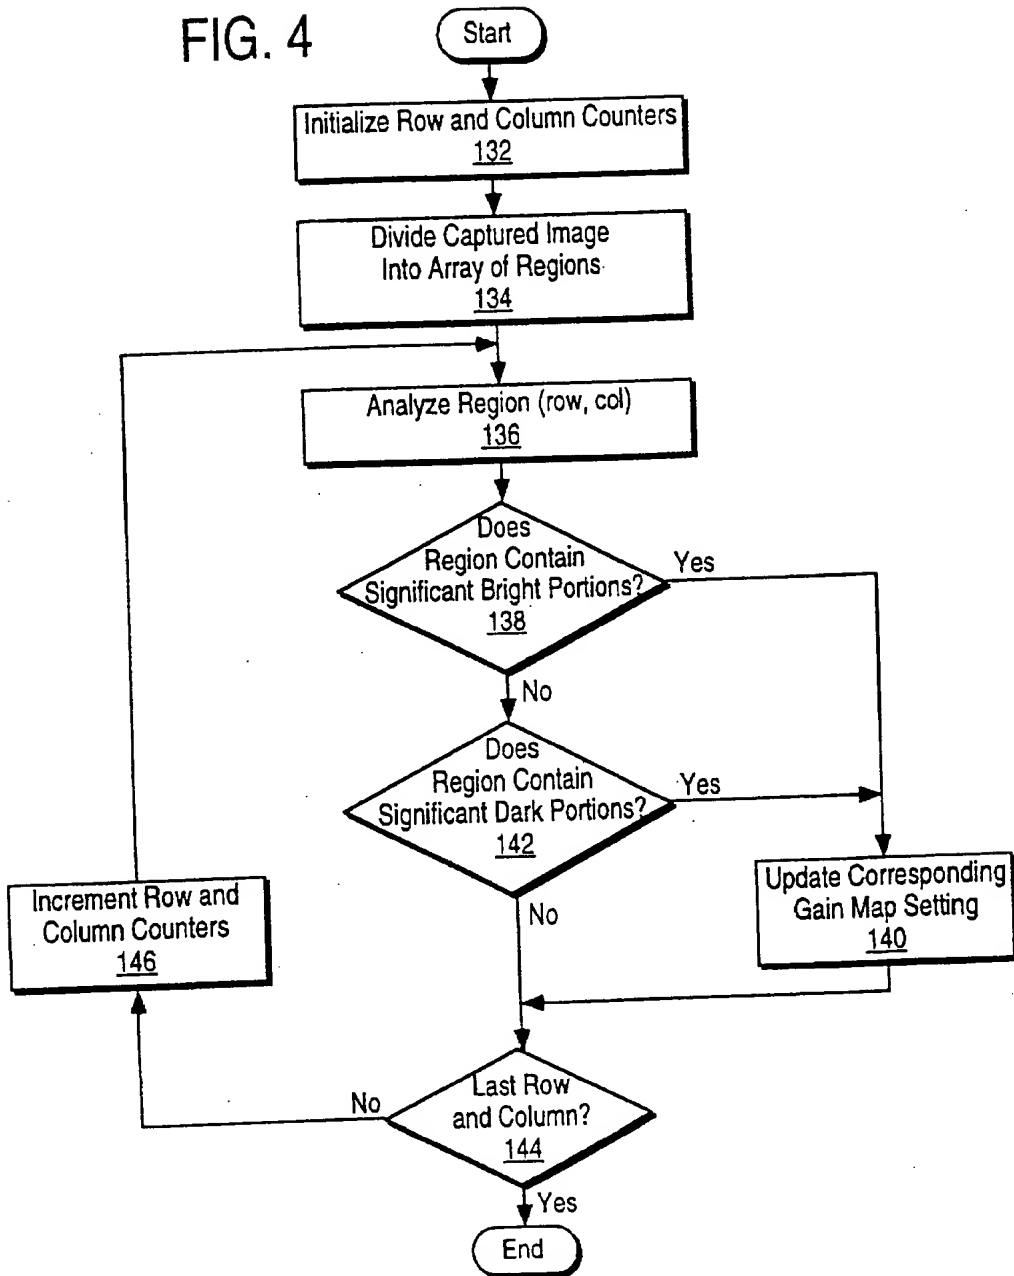 FIG. 4
Start
Initialize Row and Column Counters
132
Divide Captured Image
Into Array of Regions
134
Analyze Region (row, col)
136
Does
Region Contain
Significant Bright Portions?
138
Yes
No
Does
Region Contain
Significant Dark Portions?
142
Yes
No
Update Corresponding
Gain Map Setting
140
Increment Row and
Column Counters
146
Last Row
and Column?
144
No
Yes
End